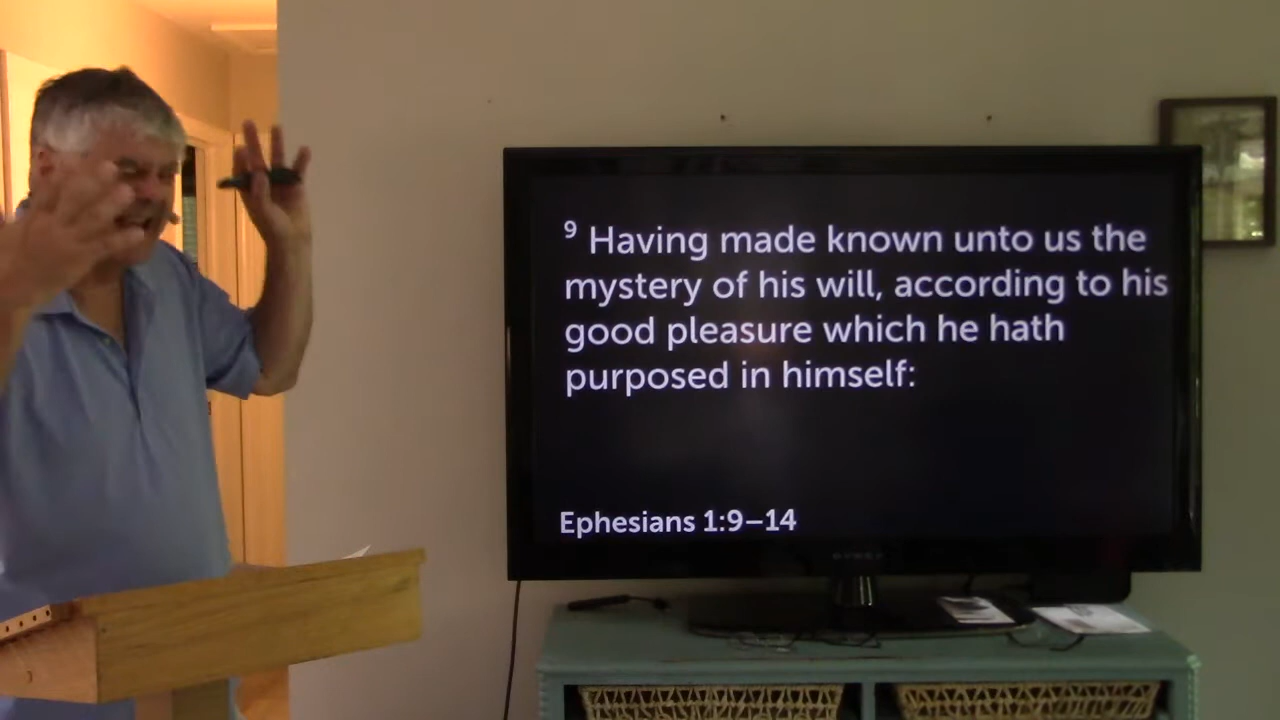 ⁹ Having made known unto us the
mystery of his will, according to his
good pleasure which he hath
purposed in himself:
Ephesians 1:9–14